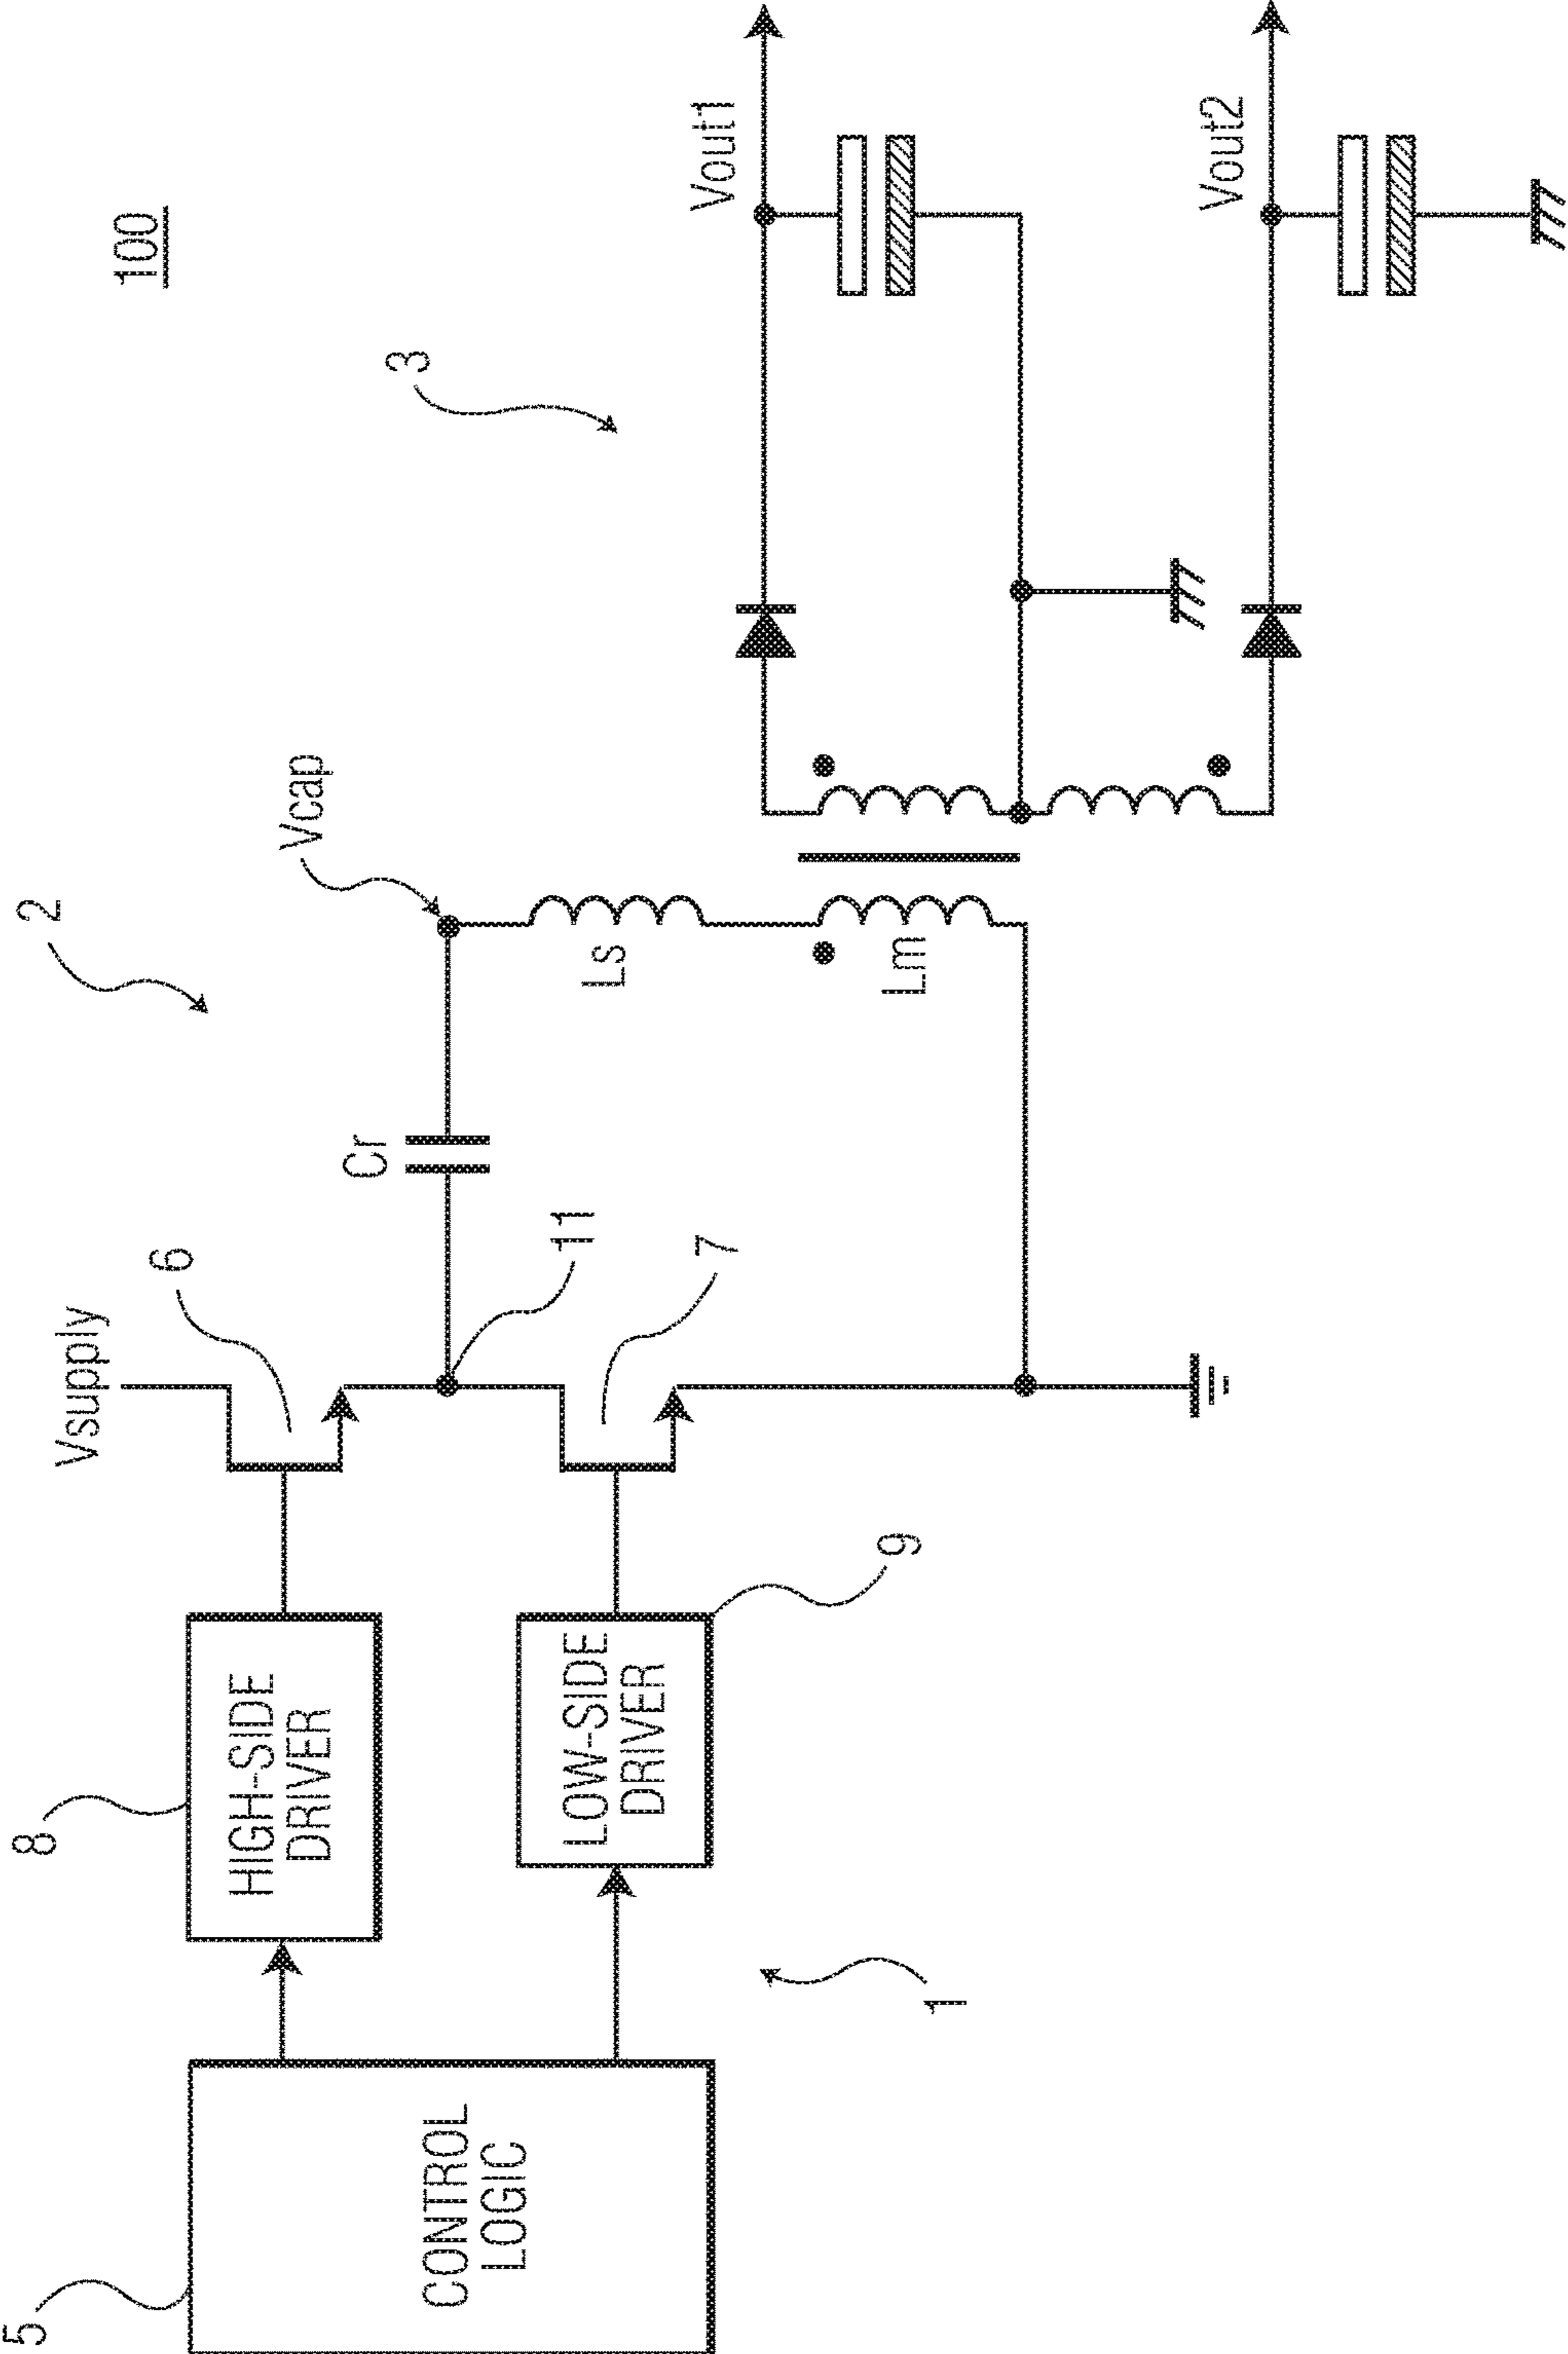 100
Vsupply
6
8
HIGH-SIDE
DRIVER
5
CONTROL
LOGIC
LOW-SIDE
DRIVER
9
7
11
1
2
Cr
Vcap
Ls
Lm
3
Vout1
Vout2